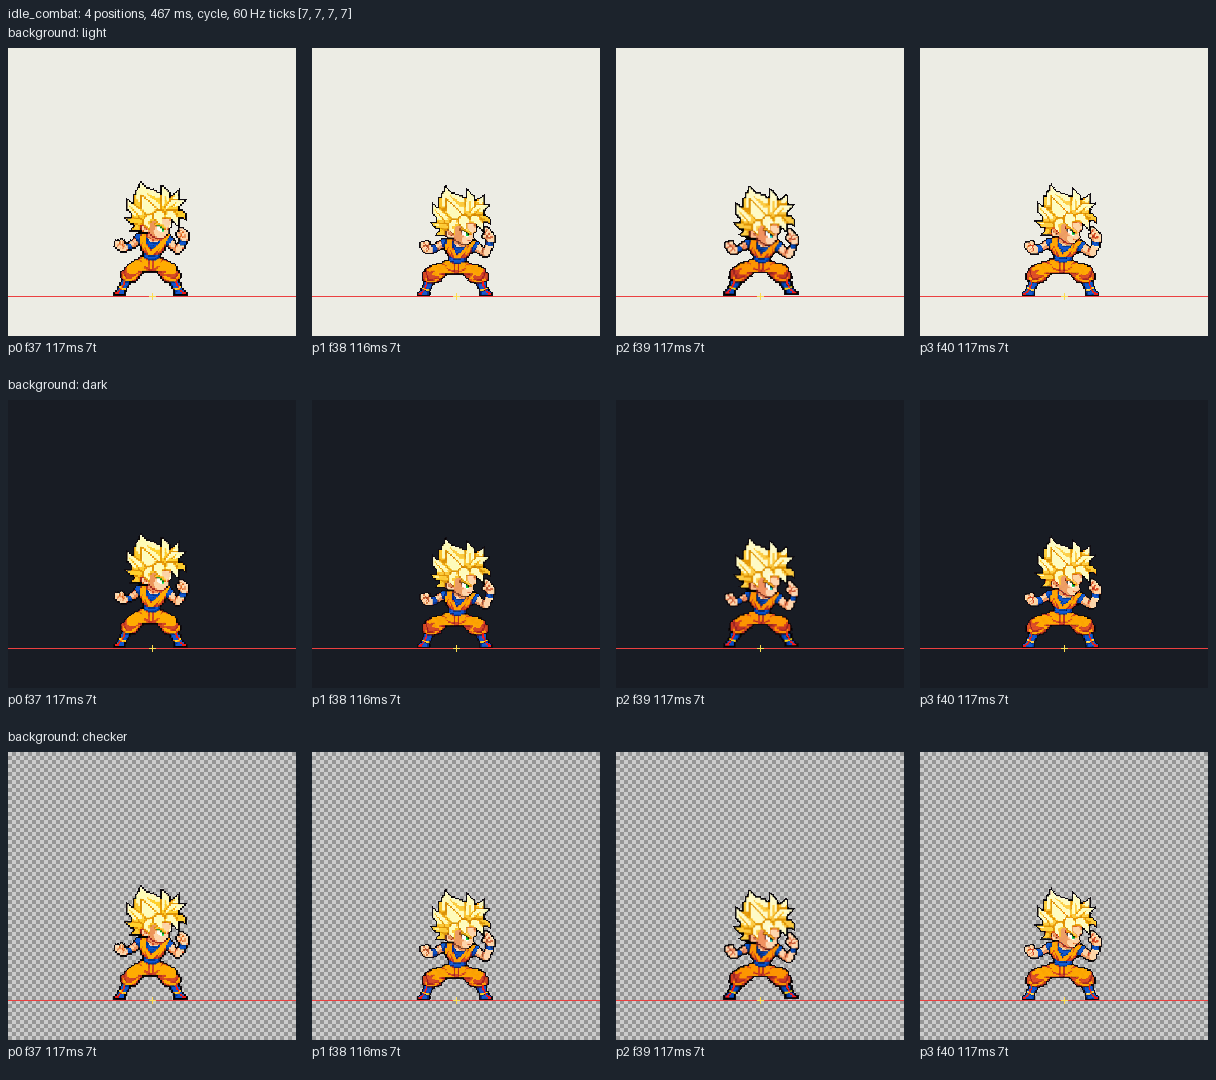 idle_combat: 4 positions, 467 ms, cycle, 60 Hz ticks [7, 7, 7, 7]
background: light
p0 f37 117ms 7t
p1 f38 116ms 7t
p2 f39 117ms 7t
p3 f40 117ms 7t
background: dark
p0 f37 117ms 7t
p1 f38 116ms 7t
p2 f39 117ms 7t
p3 f40 117ms 7t
background: checker
p0 f37 117ms 7t
p1 f38 116ms 7t
p2 f39 117ms 7t
p3 f40 117ms 7t